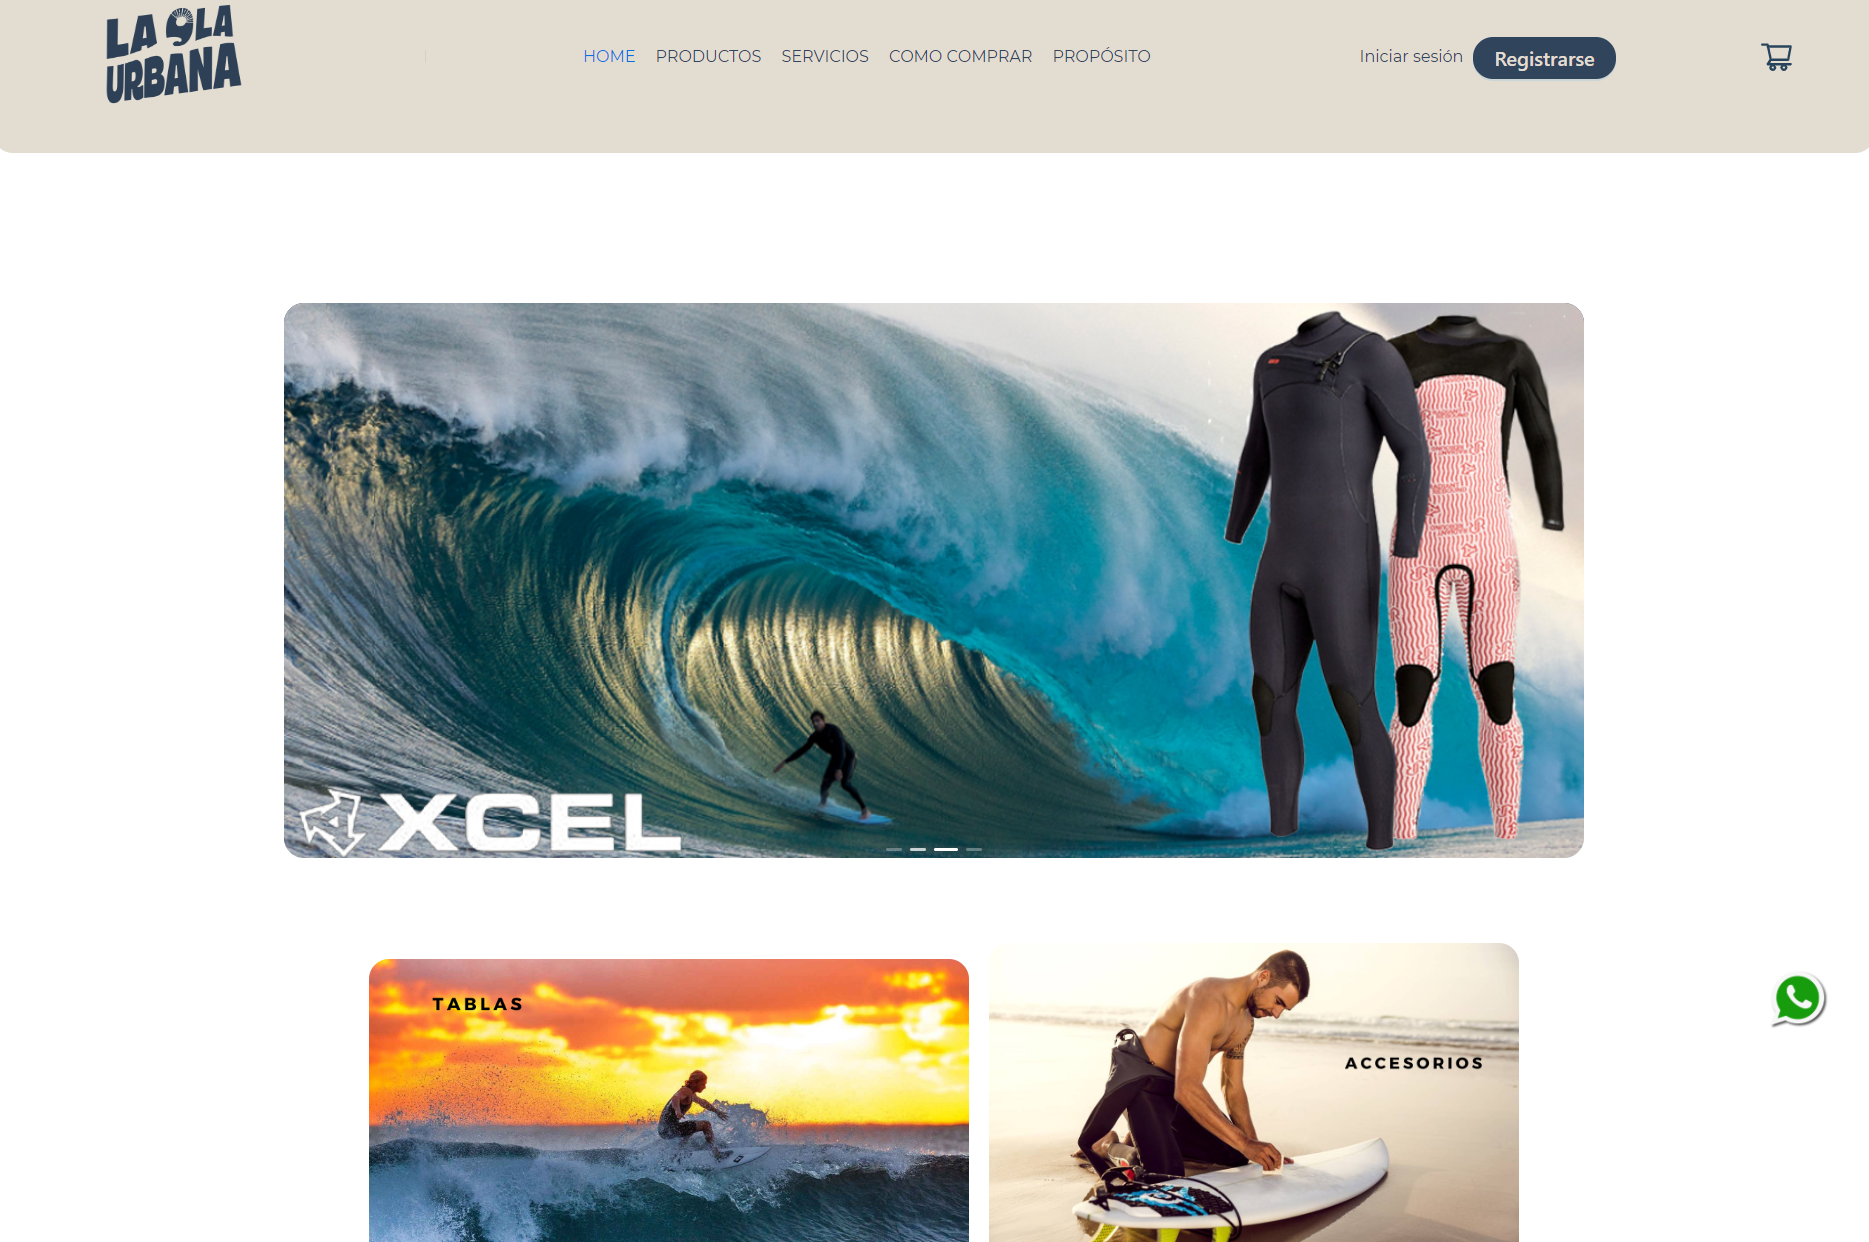 LA OLA
URBANA
HOME PRODUCTOS SERVICIOS COMO COMPRAR PROPÓSITO
Iniciar sesión Registrarse
XCEL
TABLAS
ACCESORIOS